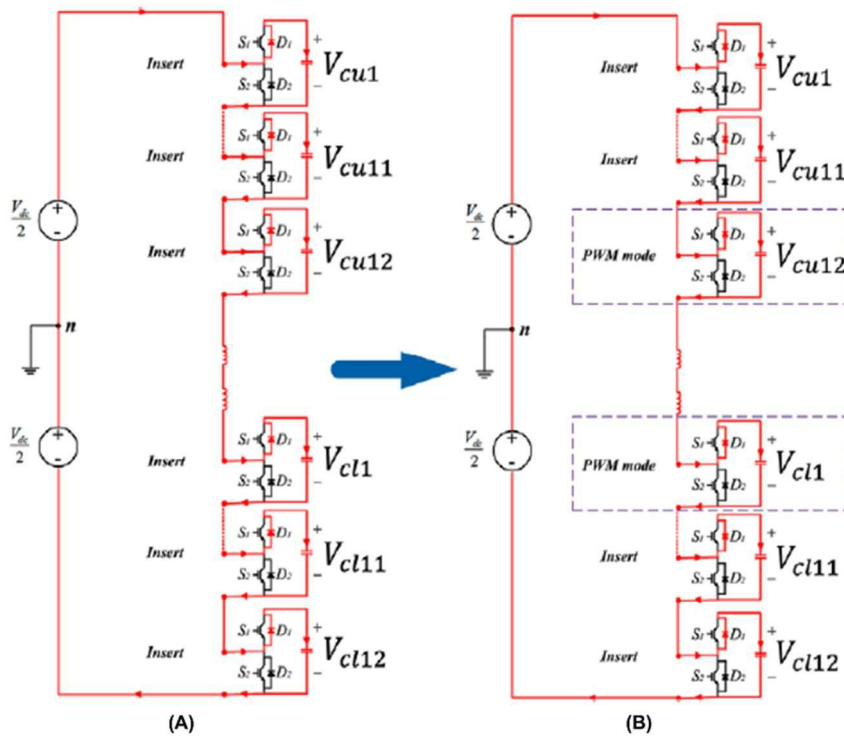 Insert S1 D1 + Vcu1
S2 D2 −
Insert S1 D1 + Vcu11
S2 D2 −
Vdc/2 + -
Insert S1 D1 + Vcu12
S2 D2 −
n
Vdc/2 + -
Insert S1 D1 + Vcl1
S2 D2 −
Insert S1 D1 + Vcl11
S2 D2 −
Insert S1 D1 + Vcl12
S2 D2 −
(A)
Insert S1 D1 + Vcu1
S2 D2 −
Insert S1 D1 + Vcu11
S2 D2 −
Vdc/2 + -
PWM mode S1 D1 + Vcu12
S2 D2 −
n
Vdc/2 + -
PWM mode S1 D1 + Vcl1
S2 D2 −
Insert S1 D1 + Vcl11
S2 D2 −
Insert S1 D1 + Vcl12
S2 D2 −
(B)